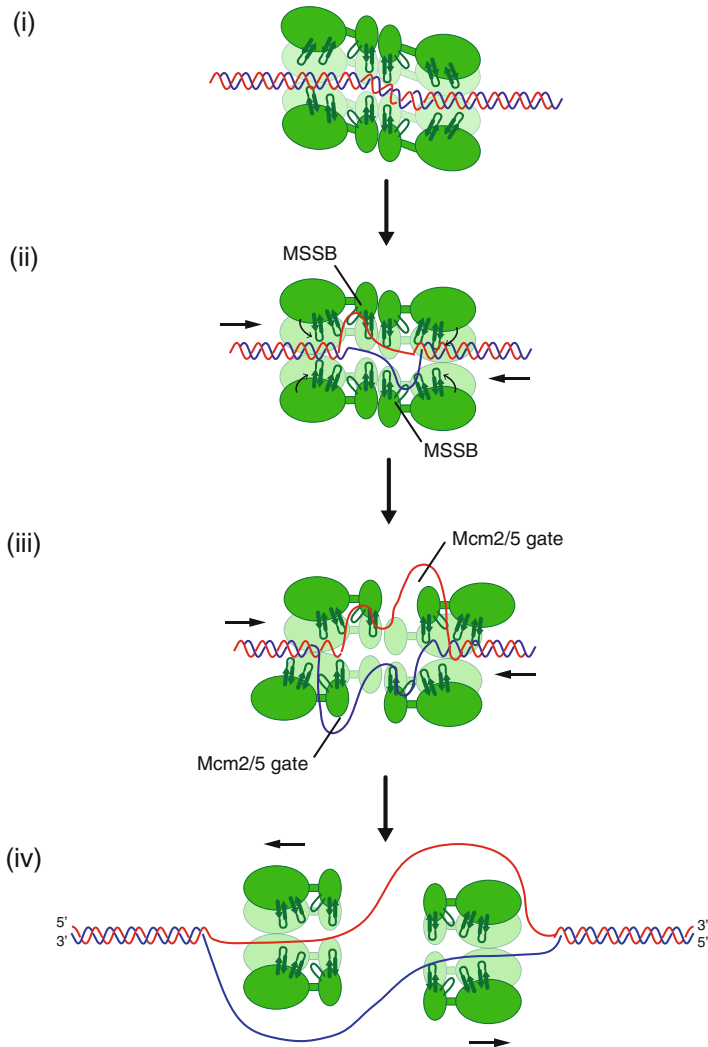 (i)
(ii)
MSSB
MSSB
(iii)
Mcm2/5 gate
Mcm2/5 gate
(iv)
5' 3'
3' 5'